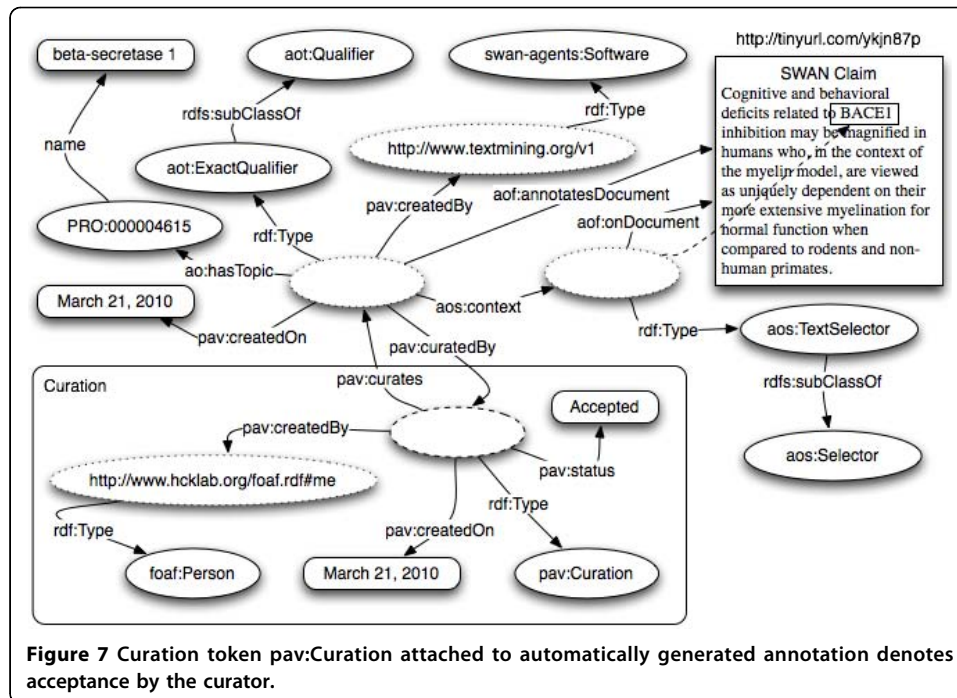 beta-secretase 1
aot:Qualifier
swan-agents:Software
http://tinyurl.com/ykjn87p
SWAN Claim
Cognitive and behavioral
deficits related to BACE1
inhibition may be magnified in
humans who, in the context of
the myelin model, are viewed
as uniquely dependent on their
more extensive myelination for
normal function when
compared to rodents and non-
human primates.
rdfs:subClassOf
rdf:Type
name
http://www.textmining.org/v1
aot:ExactQualifier
aof:annotatesDocument
pav:createdBy
aof:onDocument
PRO:000004615
rdf:Type
ao:hasTopic
March 21, 2010
aos:context
pav:createdOn
rdf:Type
aos:TextSelector
pav:curatedBy
pav:curates
rdfs:subClassOf
Curation
Accepted
pav:createdBy
aos:Selector
pav:status
http://www.hcklab.org/foaf.rdf#me
rdf:Type
rdf:Type
pav:createdOn
foaf:Person
March 21, 2010
pav:Curation
Figure 7 Curation token pav:Curation attached to automatically generated annotation denotes
acceptance by the curator.